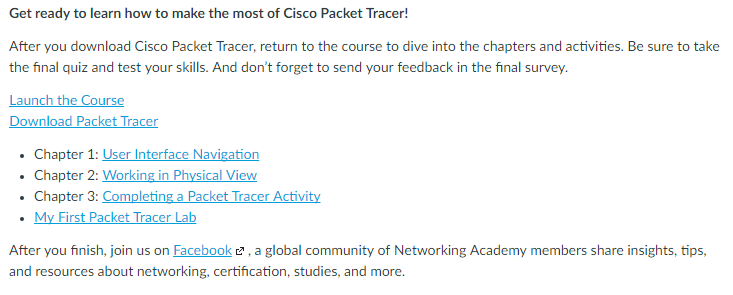 Get ready to learn how to make the most of Cisco Packet Tracer!
After you download Cisco Packet Tracer, return to the course to dive into the chapters and activities. Be sure to take
the final quiz and test your skills. And don't forget to send your feedback in the final survey.
Launch the Course
Download Packet Tracer
• Chapter 1: User Interface Navigation
• Chapter 2: Working in Physical View
• Chapter 3: Completing a Packet Tracer Activity
• My First Packet Tracer Lab
After you finish, join us on Facebook , a global community of Networking Academy members share insights, tips,
and resources about networking, certification, studies, and more.